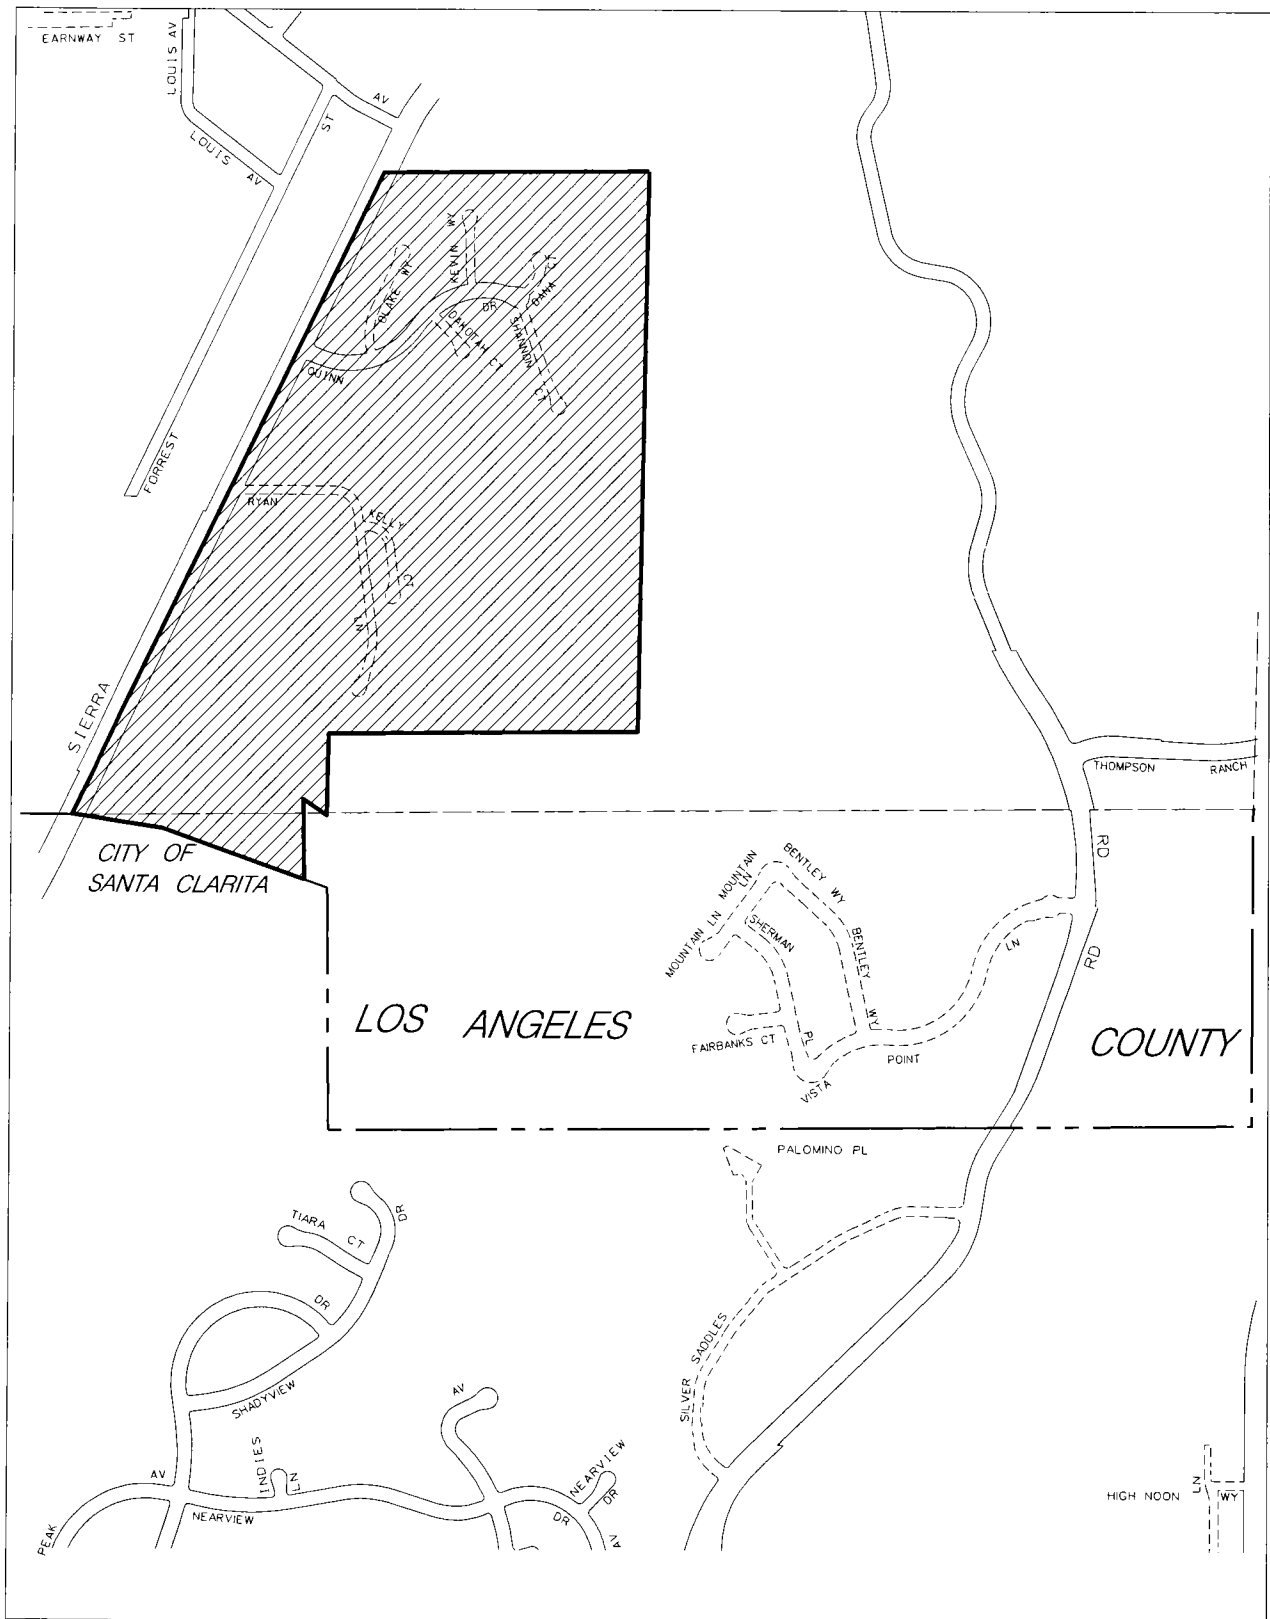 EARNWAY ST
LOUIS AV
LOUIS AV
AV
ST
FORREST
SIERRA
BLAKE WY
KEVIN WY
DANA CT
DR
DAKOTAH CT
SHANNON CT
QUINN
RYAN
KELLY
CT
LN
THOMPSON RANCH
RD
RD
CITY OF
SANTA CLARITA
MOUNTAIN LN
MOUNTAIN LN
BENTLEY WY
BENTLEY WY
SHERMAN
PL
FAIRBANKS CT
VISTA
POINT
LN
LOS ANGELES
COUNTY
PALOMINO PL
SILVER SADDLES
TIARA CT
DR
DR
SHADYVIEW
AV
PEAK
INDIES LN
NEARVIEW
AV
NEARVIEW DR
DR
AV
HIGH NOON
LN
WY